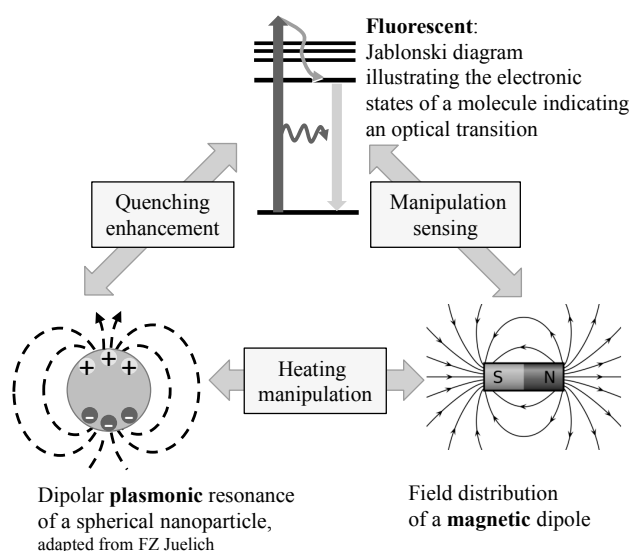 Fluorescent:
Jablonski diagram
illustrating the electronic
states of a molecule indicating
an optical transition
Quenching
enhancement
Manipulation
sensing
+ + +
- - -
Heating
manipulation
S N
Dipolar plasmonic resonance
of a spherical nanoparticle,
adapted from FZ Juelich
Field distribution
of a magnetic dipole